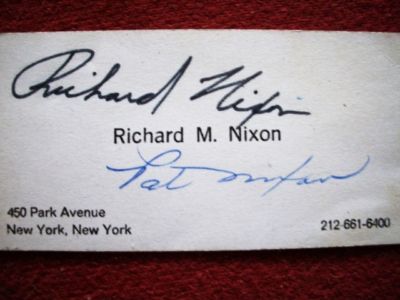 Richard Nixon
Richard M. Nixon
Pat Nixon
450 Park Avenue
New York, New York
212-661-6400